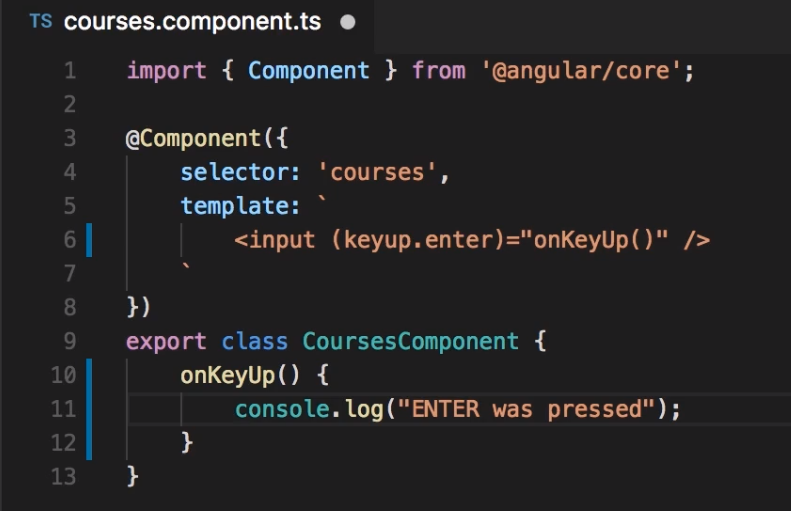 TS courses.component.ts
1 import { Component } from '@angular/core';
2
3 @Component({
4     selector: 'courses',
5     template: `
6         <input (keyup.enter)="onKeyUp()" />
7     `
8 })
9 export class CoursesComponent {
10     onKeyUp() {
11         console.log("ENTER was pressed");
12     }
13 }